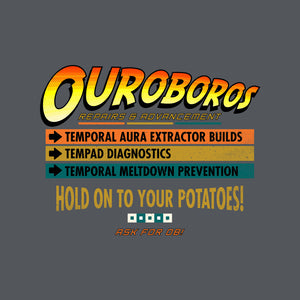 OUROBOROS
REPAIRS & ADVANCEMENT
TEMPORAL AURA EXTRACTOR BUILDS
TEMPAD DIAGNOSTICS
TEMPORAL MELTDOWN PREVENTION
HOLD ON TO YOUR POTATOES!
ASK FOR OB!